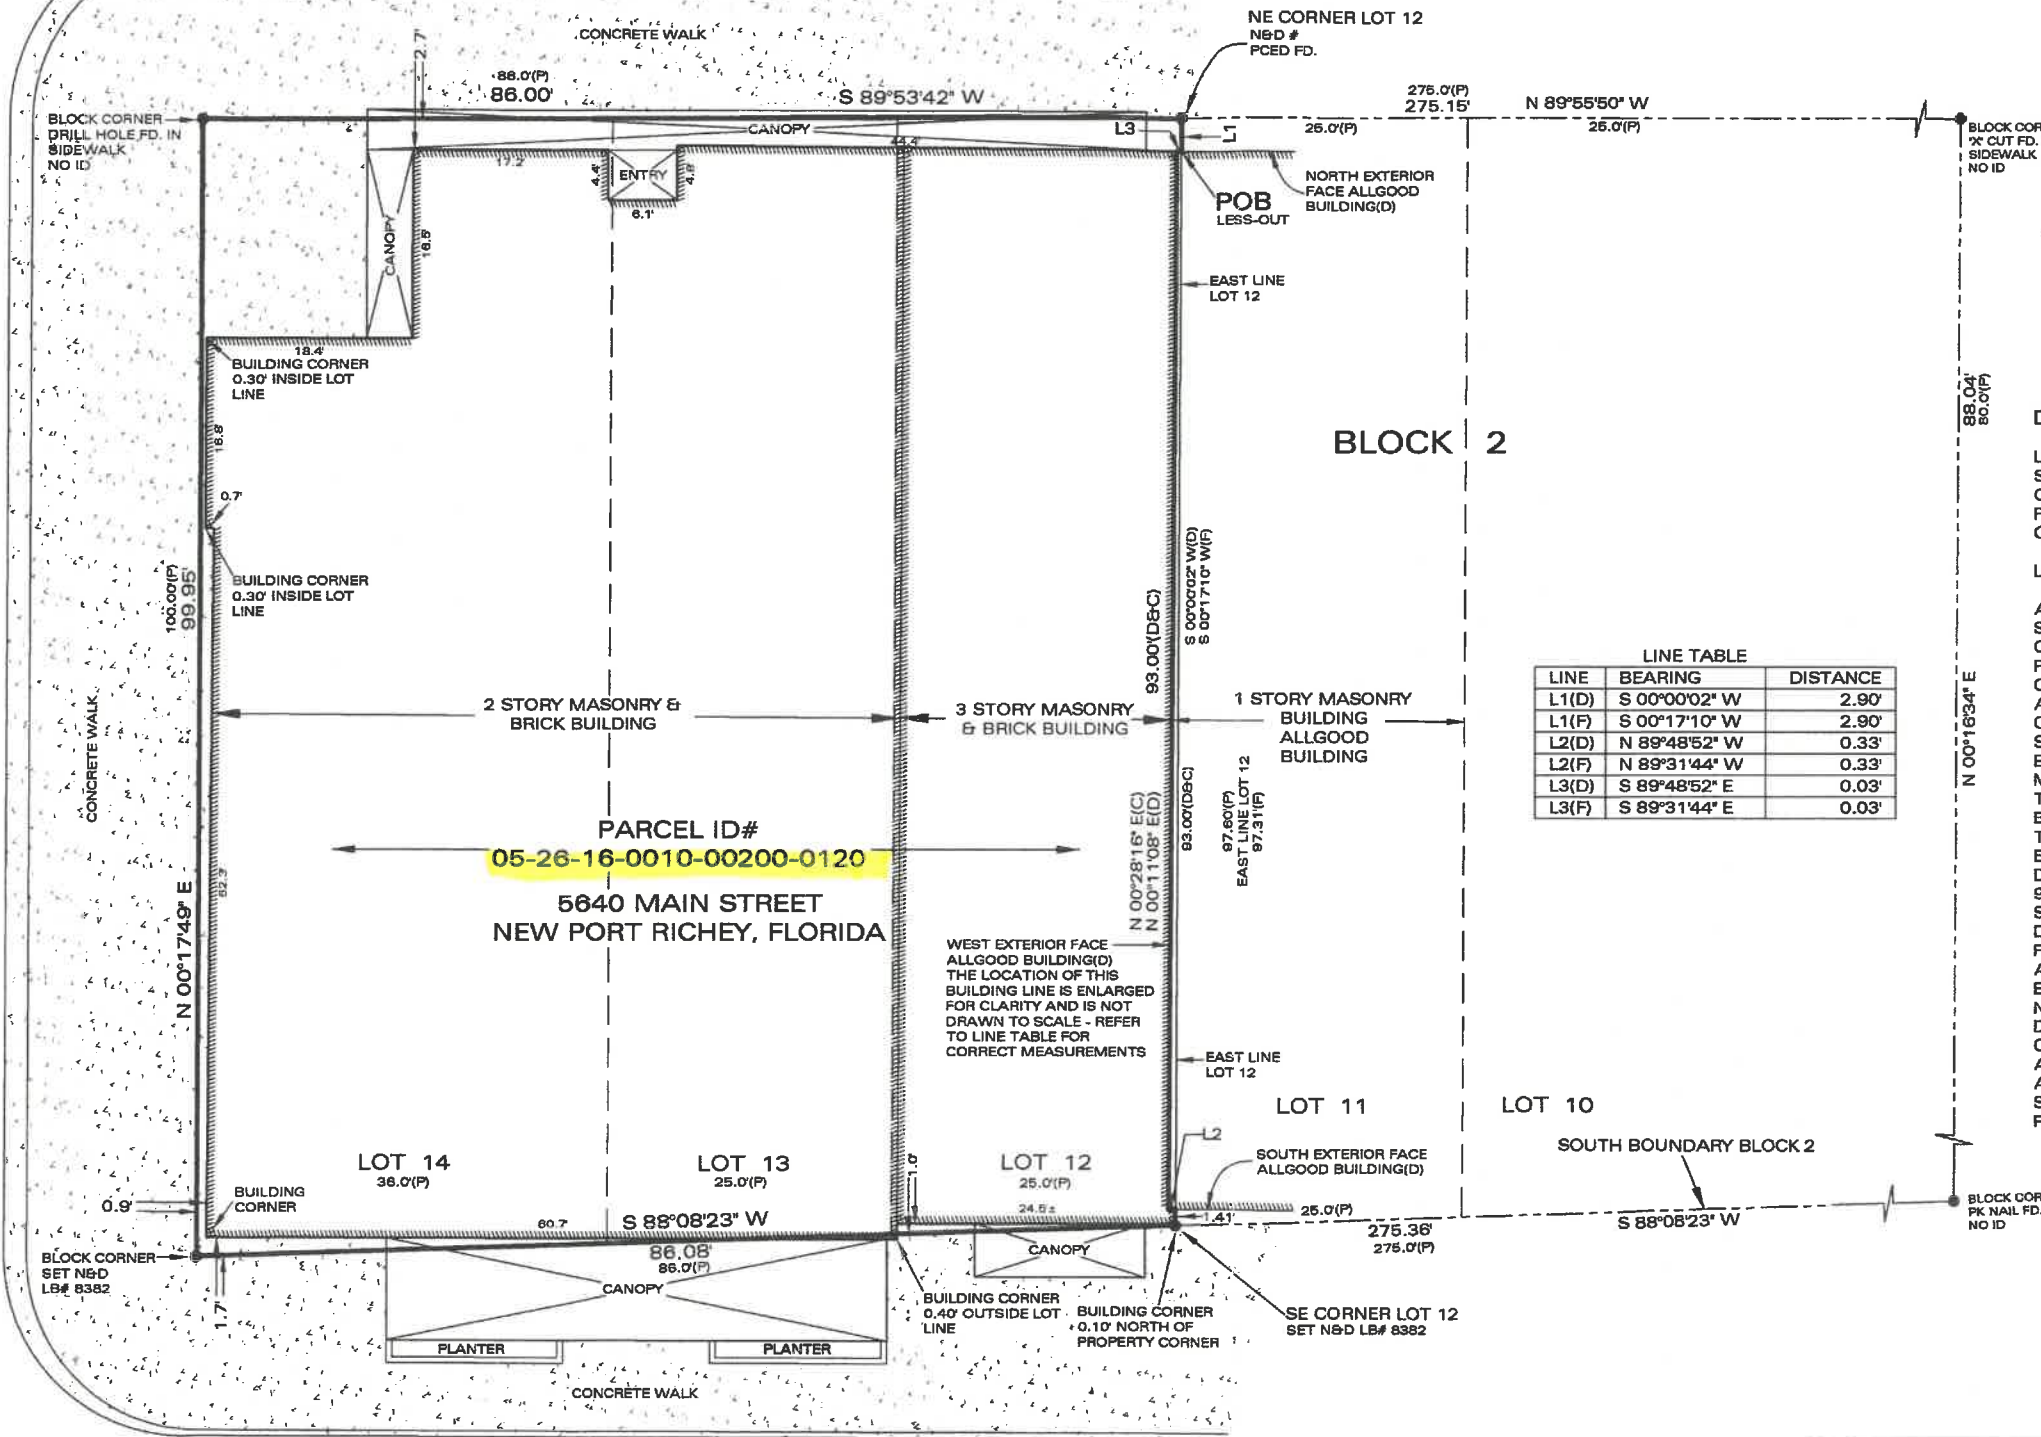 NE CORNER LOT 12
N&D #
PCED FD.
CONCRETE WALK
2.7'
86.00'
S 89°53'42" W
275.0'(P)
275.15'
N 89°55'50" W
25.0'(P)
25.0'(P)
BLOCK CORNER
DRILL HOLE FD. IN
SIDEWALK
NO ID
BLOCK COR
'X' CUT FD.
SIDEWALK
NO ID
CANOPY
L3
L1
44.4'
17.2'
4.4'
ENTRY
4.8'
6.1'
NORTH EXTERIOR
FACE ALLGOOD
BUILDING(D)
POB
LESS-OUT
CANOPY
18.5'
EAST LINE
LOT 12
18.4'
BUILDING CORNER
0.30' INSIDE LOT
LINE
88.04'
80.0'(P)
BLOCK 2
0.7'
BUILDING CORNER
0.30' INSIDE LOT
LINE
100.00'(P)
99.95'
S 00°00'02" W(D)
S 00°17'10" W(F)
93.00'(D&C)
LINE TABLE
LINE BEARING DISTANCE
L1(D) S 00°00'02" W 2.90'
L1(F) S 00°17'10" W 2.90'
L2(D) N 89°48'52" W 0.33'
L2(F) N 89°31'44" W 0.33'
L3(D) S 89°48'52" E 0.03'
L3(F) S 89°31'44" E 0.03'
N 00°16'34" E
2 STORY MASONRY &
BRICK BUILDING
3 STORY MASONRY
& BRICK BUILDING
1 STORY MASONRY
BUILDING
ALLGOOD
BUILDING
CONCRETE WALK
93.00'(D&C)
97.60'(P)
EAST LINE LOT 12
97.31'(F)
N 00°28'16" E(C)
N 00°11'08" E(D)
PARCEL ID#
05-26-16-0010-00200-0120
5640 MAIN STREET
NEW PORT RICHEY, FLORIDA
N 00°17'49" E
WEST EXTERIOR FACE
ALLGOOD BUILDING(D)
THE LOCATION OF THIS
BUILDING LINE IS ENLARGED
FOR CLARITY AND IS NOT
DRAWN TO SCALE - REFER
TO LINE TABLE FOR
CORRECT MEASUREMENTS
EAST LINE
LOT 12
LOT 11
LOT 10
L2
SOUTH BOUNDARY BLOCK 2
SOUTH EXTERIOR FACE
ALLGOOD BUILDING(D)
LOT 14
36.0'(P)
LOT 13
25.0'(P)
LOT 12
25.0'(P)
1.0'
0.9'
BUILDING
CORNER
60.7'
S 88°08'23" W
24.5'±
1.41'
25.0'(P)
275.36'
275.0'(P)
S 88°08'23" W
BLOCK COR
PK NAIL FD.
NO ID
BLOCK CORNER
SET N&D
LB# 8382
86.08'
86.0'(P)
CANOPY
CANOPY
1.7'
BUILDING CORNER
0.40' OUTSIDE LOT
LINE
BUILDING CORNER
0.10' NORTH OF
PROPERTY CORNER
SE CORNER LOT 12
SET N&D LB# 8382
PLANTER
PLANTER
CONCRETE WALK